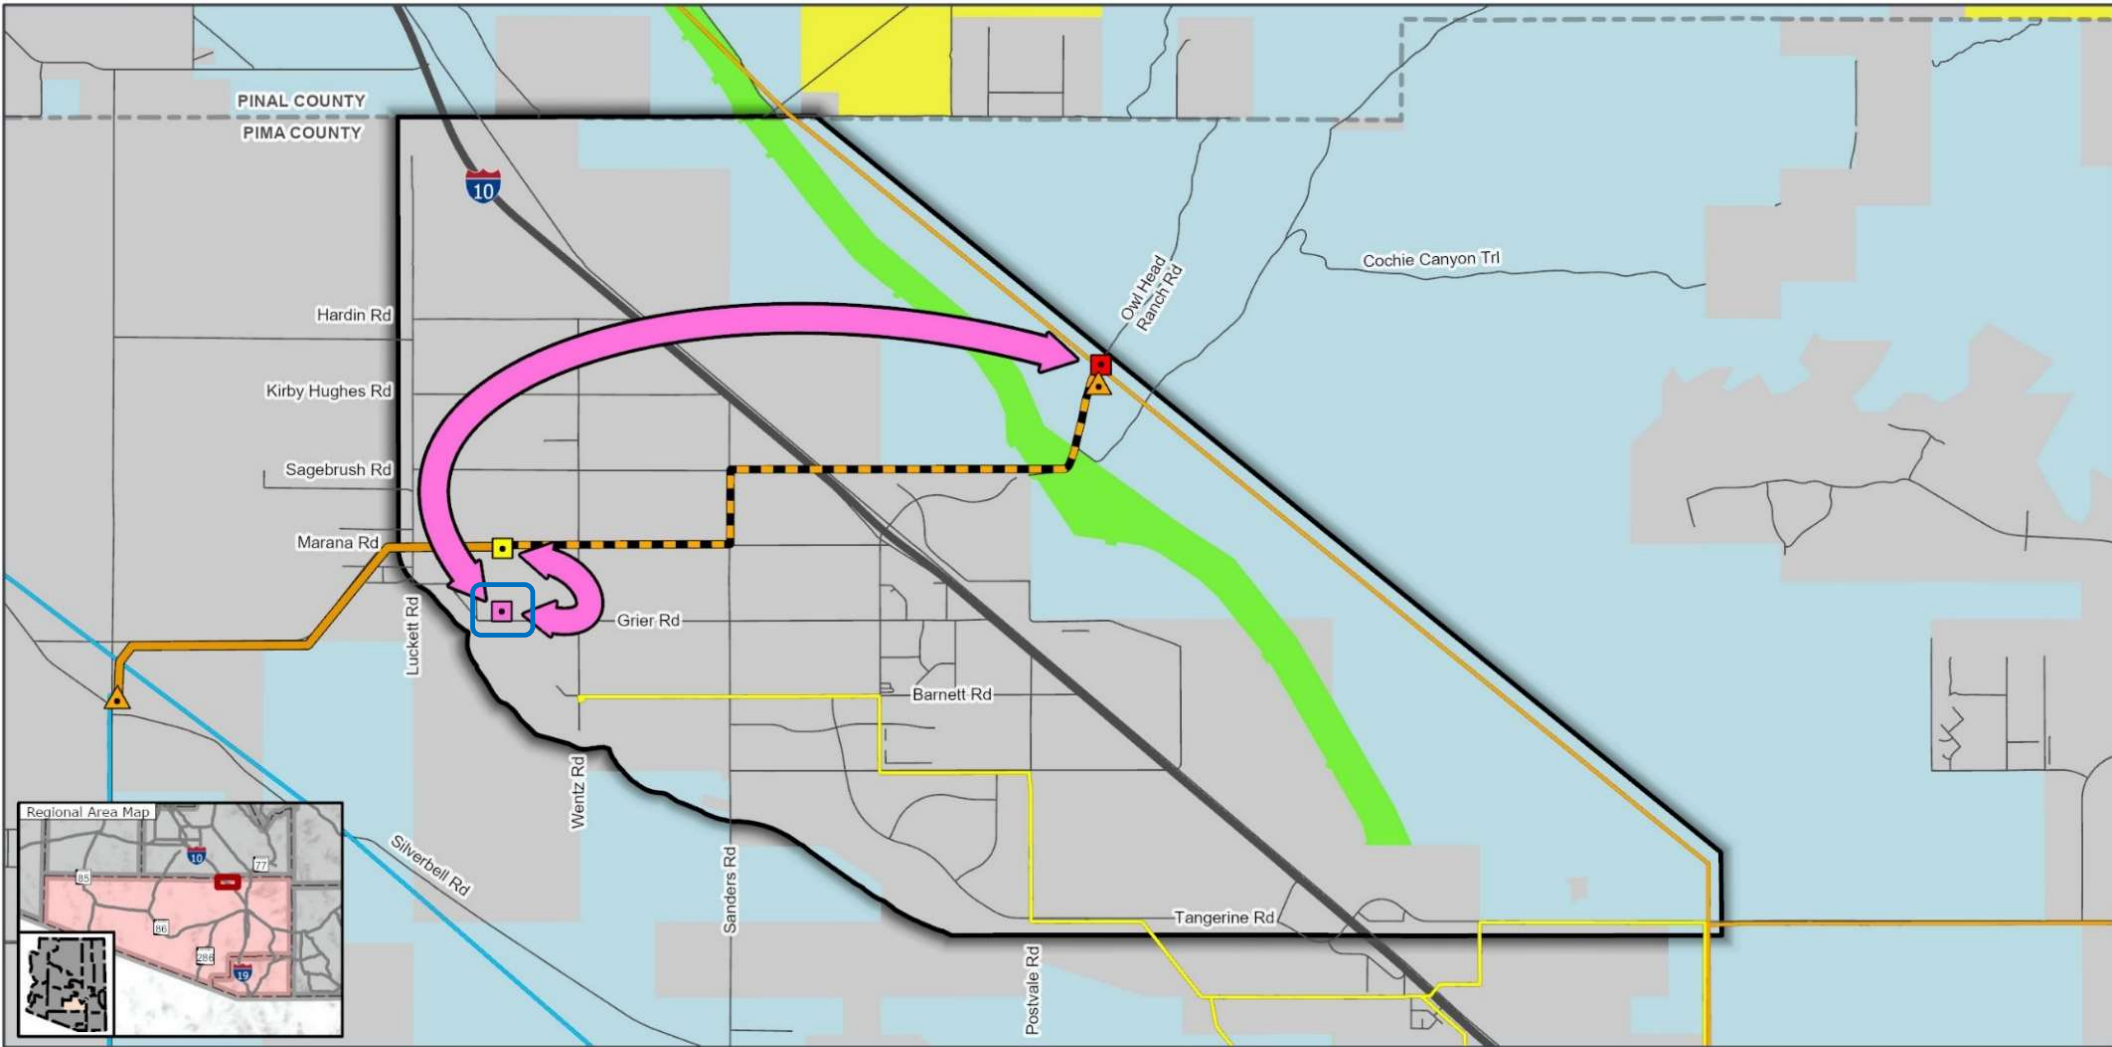 PINAL COUNTY
PIMA COUNTY
10
Hardin Rd
Owl Head
Ranch Rd
Cochie Canyon Trl
Kirby Hughes Rd
Sagebrush Rd
Marana Rd
Luckett Rd
Grier Rd
Barnett Rd
Wentz Rd
Silverbell Rd
Sanders Rd
Tangerine Rd
Postvale Rd
Regional Area Map
10
77
85
86
286
19